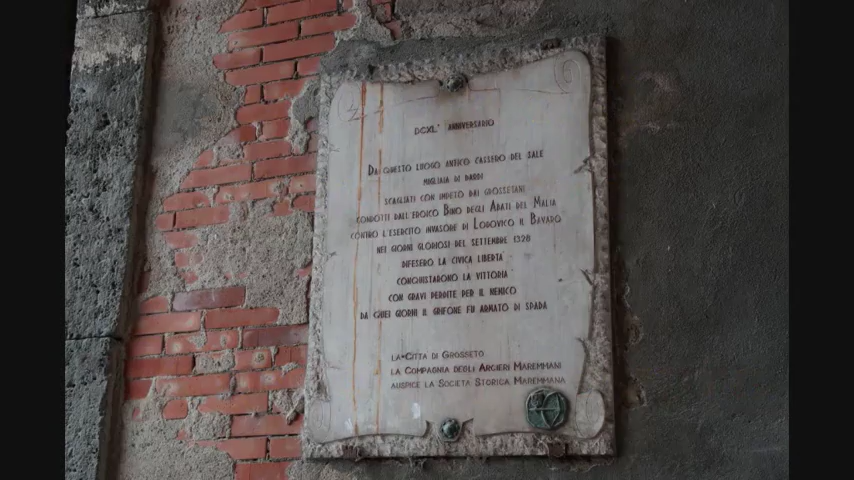 DCXL° ANNIVERSARIO
DA QUESTO LUOGO ANTICO CASSERO DEL SALE
MIGLIAIA DI DARDI
SCAGLIATI CON IMPETO DAI GROSSETANI
CONDOTTI DALL'EROICO BINO DEGLI ABATI DEL MALIA
CONTRO L'ESERCITO INVASORE DI LODOVICO IL BAVARO
NEI GIORNI GLORIOSI DEL SETTEMBRE 1328
DIFESERO LA CIVICA LIBERTÀ
CONQUISTARONO LA VITTORIA
CON GRAVI PERDITE PER IL NEMICO
DA QUEI GIORNI IL GRIFONE FU ARMATO DI SPADA
LA CITTÀ DI GROSSETO
LA COMPAGNIA DEGLI ARCIERI MAREMMANI
AUSPICE LA SOCIETÀ STORICA MAREMMANA